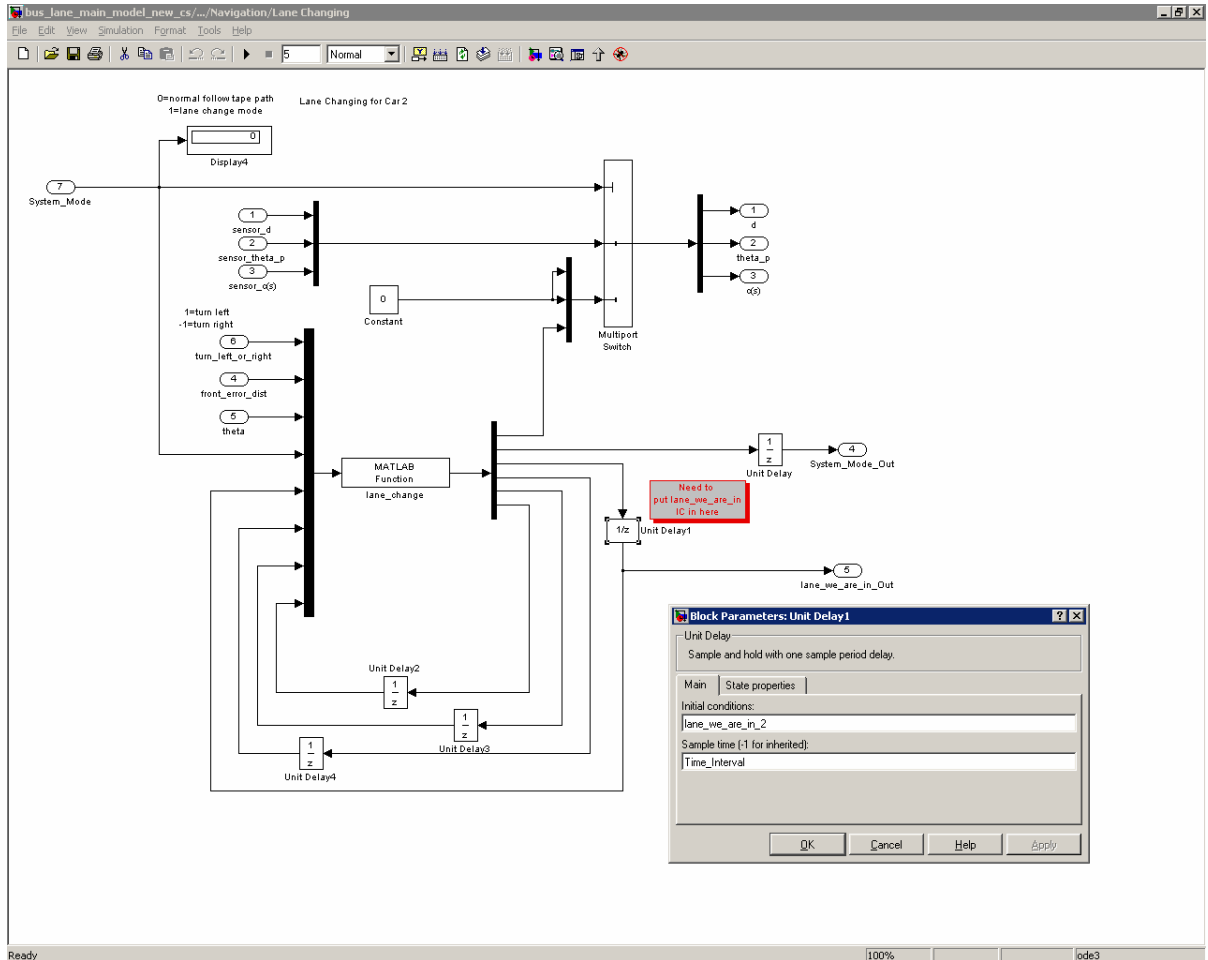 bus_lane_main_model_new_cs/.../Navigation/Lane Changing
File Edit View Simulation Format Tools Help
5
Normal
0=normal follow tape path
1=lane change mode
Lane Changing for Car 2
0
Display4
7
System_Mode
1
sensor_d
2
sensor_theta_p
3
sensor_c(s)
0
Constant
Multiport
Switch
1
d
2
theta_p
3
c(s)
1=turn left
-1=turn right
6
turn_left_or_right
4
front_error_dist
5
theta
MATLAB
Function
lane_change
1
z
Unit Delay
4
System_Mode_Out
Need to
put lane_we_are_in
IC in here
1/z
Unit Delay1
5
lane_we_are_in_Out
Unit Delay2
1
z
1
z
Unit Delay3
1
z
Unit Delay4
Block Parameters: Unit Delay1
Unit Delay
Sample and hold with one sample period delay.
Main State properties
Initial conditions:
lane_we_are_in_2
Sample time (-1 for inherited):
Time_Interval
OK Cancel Help Apply
Ready 100% ode3